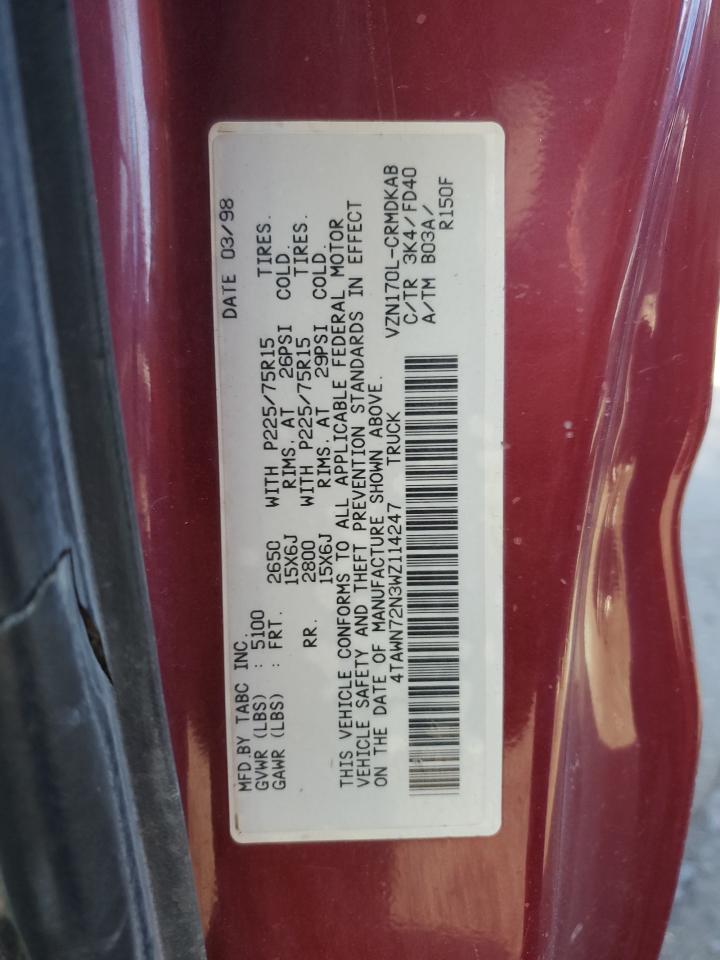 DATE 03/98
MFD.BY TABC INC.
GVWR (LBS) : 5100
GAWR (LBS) : FRT. 2650 WITH P225/75R15 TIRES.
15X6J RIMS. AT 26PSI COLD.
RR. 2800 WITH P225/75R15 TIRES.
15X6J RIMS. AT 29PSI COLD.
THIS VEHICLE CONFORMS TO ALL APPLICABLE FEDERAL MOTOR
VEHICLE SAFETY AND THEFT PREVENTION STANDARDS IN EFFECT
ON THE DATE OF MANUFACTURE SHOWN ABOVE.
4TAWN72N3WZ114247 TRUCK
VZN170L-CRMDKAB
C/TR 3K4/FD40
A/TM B03A/
R150F